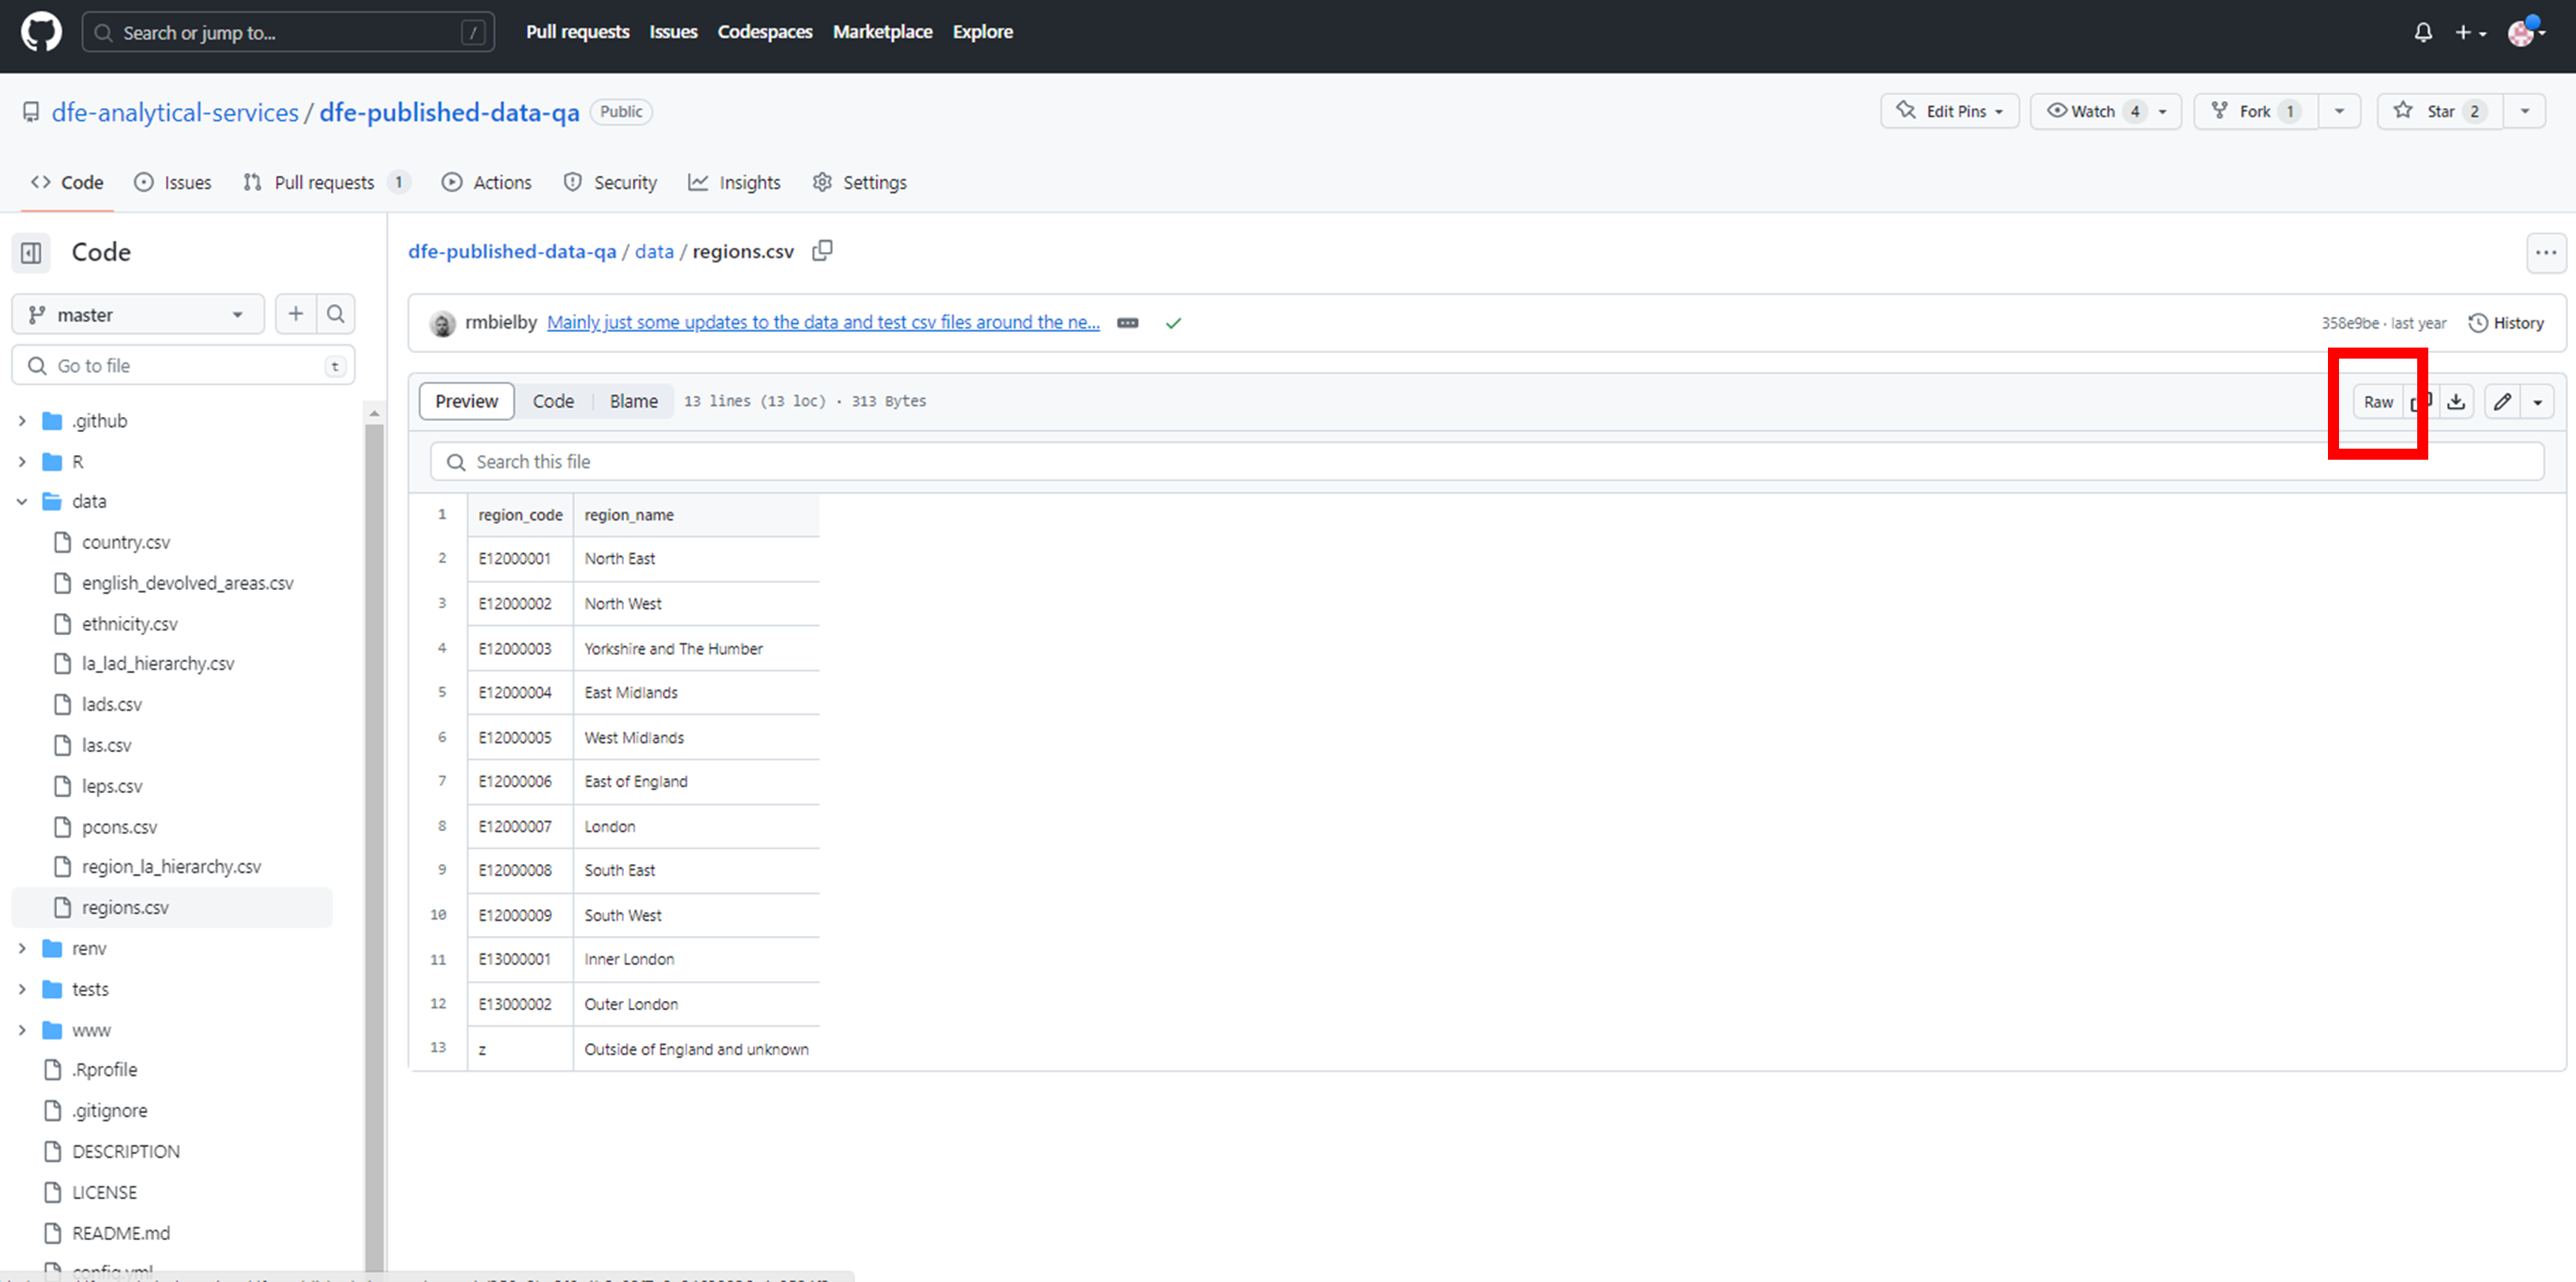 Search or jump to... / Pull requests Issues Codespaces Marketplace Explore
dfe-analytical-services / dfe-published-data-qa Public Edit Pins Watch 4 Fork 1 Star 2
Code Issues Pull requests 1 Actions Security Insights Settings
Code
dfe-published-data-qa / data / regions.csv
master
rmbielby Mainly just some updates to the data and test csv files around the ne... 358e9be · last year History
Go to file t
Preview Code Blame 13 lines (13 loc) · 313 Bytes Raw
Search this file
.github
R
data
country.csv
english_devolved_areas.csv
ethnicity.csv
la_lad_hierarchy.csv
lads.csv
las.csv
leps.csv
pcons.csv
region_la_hierarchy.csv
regions.csv
renv
tests
www
.Rprofile
.gitignore
DESCRIPTION
LICENSE
README.md
config.yml
1 region_code region_name
2 E12000001 North East
3 E12000002 North West
4 E12000003 Yorkshire and The Humber
5 E12000004 East Midlands
6 E12000005 West Midlands
7 E12000006 East of England
8 E12000007 London
9 E12000008 South East
10 E12000009 South West
11 E13000001 Inner London
12 E13000002 Outer London
13 z Outside of England and unknown